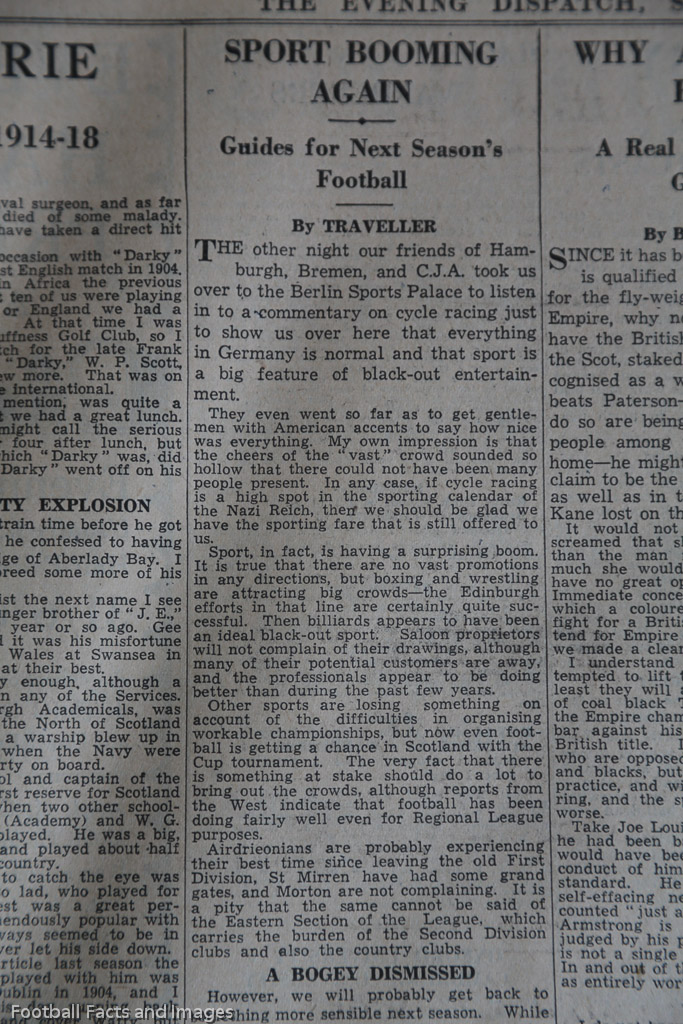 THE EVENING DISPATCH, S
RIE
1914-18
val surgeon, and as far
died of some malady.
have taken a direct hit
occasion with "Darky"
st English match in 1904.
in Africa the previous
t ten of us were playing
or England we had a
At that time I was
uffness Golf Club, so I
tch for the late Frank
"Darky," W. P. Scott,
ew more. That was on
e International.
mention, was quite a
t we had a great lunch.
might call the serious
four after lunch, but
which "Darky" was, did
Darky" went off on his
TY EXPLOSION
train time before he got
he confessed to having
ge of Aberlady Bay. I
breed some more of his
ist the next name I see
unger brother of "J. E.,"
year or so ago. Gee
d it was his misfortune
Wales at Swansea in
at their best.
y enough, although a
n any of the Services.
rgh Academicals, was
the North of Scotland
a warship blew up in
when the Navy were
rty on board.
ol and captain of the
rst reserve for Scotland
when two other school-
(Academy) and W. G.
played. He was a big,
and played about half
country.
to catch the eye was
o lad, who played for
est was a great per-
mendously popular with
ways seemed to be in
ver let his side down.
rticle last season the
played with him was
ublin in 1904, and I
SPORT BOOMING
AGAIN
Guides for Next Season's
Football
By TRAVELLER
THE other night our friends of Ham-
burgh, Bremen, and C.J.A. took us
over to the Berlin Sports Palace to listen
in to a commentary on cycle racing just
to show us over here that everything
in Germany is normal and that sport is
a big feature of black-out entertain-
ment.
They even went so far as to get gentle-
men with American accents to say how nice
was everything. My own impression is that
the cheers of the "vast" crowd sounded so
hollow that there could not have been many
people present. In any case, if cycle racing
is a high spot in the sporting calendar of
the Nazi Reich, then we should be glad we
have the sporting fare that is still offered to
us.
Sport, in fact, is having a surprising boom.
It is true that there are no vast promotions
in any directions, but boxing and wrestling
are attracting big crowds—the Edinburgh
efforts in that line are certainly quite suc-
cessful. Then billiards appears to have been
an ideal black-out sport. Saloon proprietors
will not complain of their drawings, although
many of their potential customers are away,
and the professionals appear to be doing
better than during the past few years.
Other sports are losing something on
account of the difficulties in organising
workable championships, but now even foot-
ball is getting a chance in Scotland with the
Cup tournament. The very fact that there
is something at stake should do a lot to
bring out the crowds, although reports from
the West indicate that football has been
doing fairly well even for Regional League
purposes.
Airdrieonians are probably experiencing
their best time since leaving the old First
Division, St Mirren have had some grand
gates, and Morton are not complaining. It is
a pity that the same cannot be said of
the Eastern Section of the League, which
carries the burden of the Second Division
clubs and also the country clubs.
A BOGEY DISMISSED
However, we will probably get back to
something more sensible next season. While
WHY A
A Real
G
By B
SINCE it has b
is qualified
for the fly-weig
Empire, why n
have the British
the Scot, staked
cognised as a w
beats Paterson-
do so are being
people among
home—he might
claim to be the
as well as in t
Kane lost on th
It would not
screamed that s
than the man
much she would
have no great op
Immediate conce
which a coloure
fight for a Briti
tend for Empire
we made a clear
I understand
tempted to lift t
least they will a
of coal black T
the Empire cham
bar against his
British title. I
who are opposed
and blacks, but
practice, and wi
ring, and the s
worse.
Take Joe Loui
he had been b
would have bee
conduct of him
standard. He
self-effacing ne
counted "just a
Armstrong is
judged by his p
is not a single
In and out of t
as entirely wor
Football Facts and Images